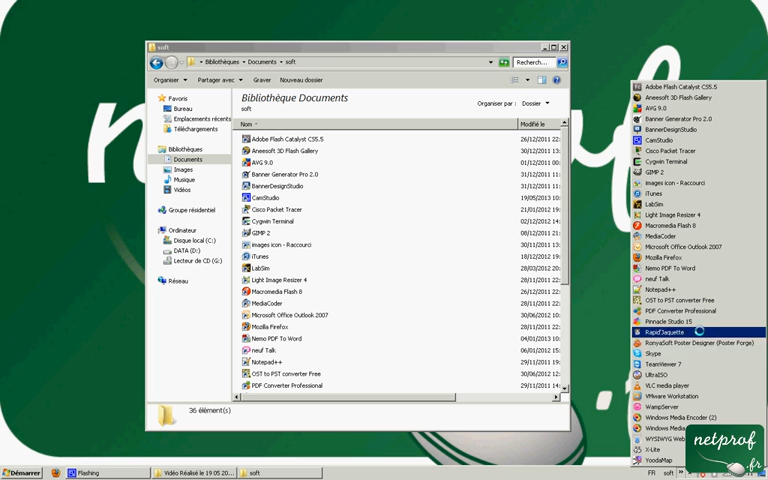 soft
Bibliothèques Documents soft
Recherch...
Organiser Partager avec Graver Nouveau dossier
Favoris
Bureau
Emplacements récents
Téléchargements
Bibliothèques
Documents
Images
Musique
Vidéos
Groupe résidentiel
Ordinateur
Disque local (C:)
DATA (D:)
Lecteur de CD (G:)
Réseau
Bibliothèque Documents
soft
Organiser par : Dossier
Nom Modifié le
Adobe Flash Catalyst CS5.5 26/12/2011 22:
Aneesoft 3D Flash Gallery 30/12/2011 13:
AVG 9.0 01/12/2011 00:
Banner Generator Pro 2.0 31/12/2011 11:
BannerDesignStudio 31/12/2011 11:
CamStudio 19/05/2013 10:
Cisco Packet Tracer 21/01/2012 19:
Cygwin Terminal 02/12/2012 14:
GIMP 2 08/12/2011 21:
images icon - Raccourci 30/11/2011 13:
iTunes 18/12/2012 19:
LabSim 28/03/2012 20:
Light Image Resizer 4 28/11/2011 22:
Macromedia Flash 8 26/12/2011 22:
MediaCoder 28/11/2011 22:
Microsoft Office Outlook 2007 30/06/2012 10:
Mozilla Firefox 28/11/2011 22:
Nemo PDF To Word 04/01/2013 10:
neuf Talk 06/01/2012 15:
Notepad++ 29/11/2011 22:
OST to PST converter Free 30/06/2012 12:
PDF Converter Professional 29/11/2011 14:
36 élément(s)
Adobe Flash Catalyst CS5.5
Aneesoft 3D Flash Gallery
AVG 9.0
Banner Generator Pro 2.0
BannerDesignStudio
CamStudio
Cisco Packet Tracer
Cygwin Terminal
GIMP 2
images icon - Raccourci
iTunes
LabSim
Light Image Resizer 4
Macromedia Flash 8
MediaCoder
Microsoft Office Outlook 2007
Mozilla Firefox
Nemo PDF To Word
neuf Talk
Notepad++
OST to PST converter Free
PDF Converter Professional
Pinnacle Studio 15
Rapid'Jaquette
RonyaSoft Poster Designer (Poster Forge)
Skype
TeamViewer 7
UltraISO
VLC media player
VMware Workstation
WampServer
Windows Media Encoder (2)
Windows Media
WYSIWYG Web
X-Lite
YoodaMap
netprof
.fr
Démarrer Flashing Vidéo Réalisé le 19 05 20... soft FR soft